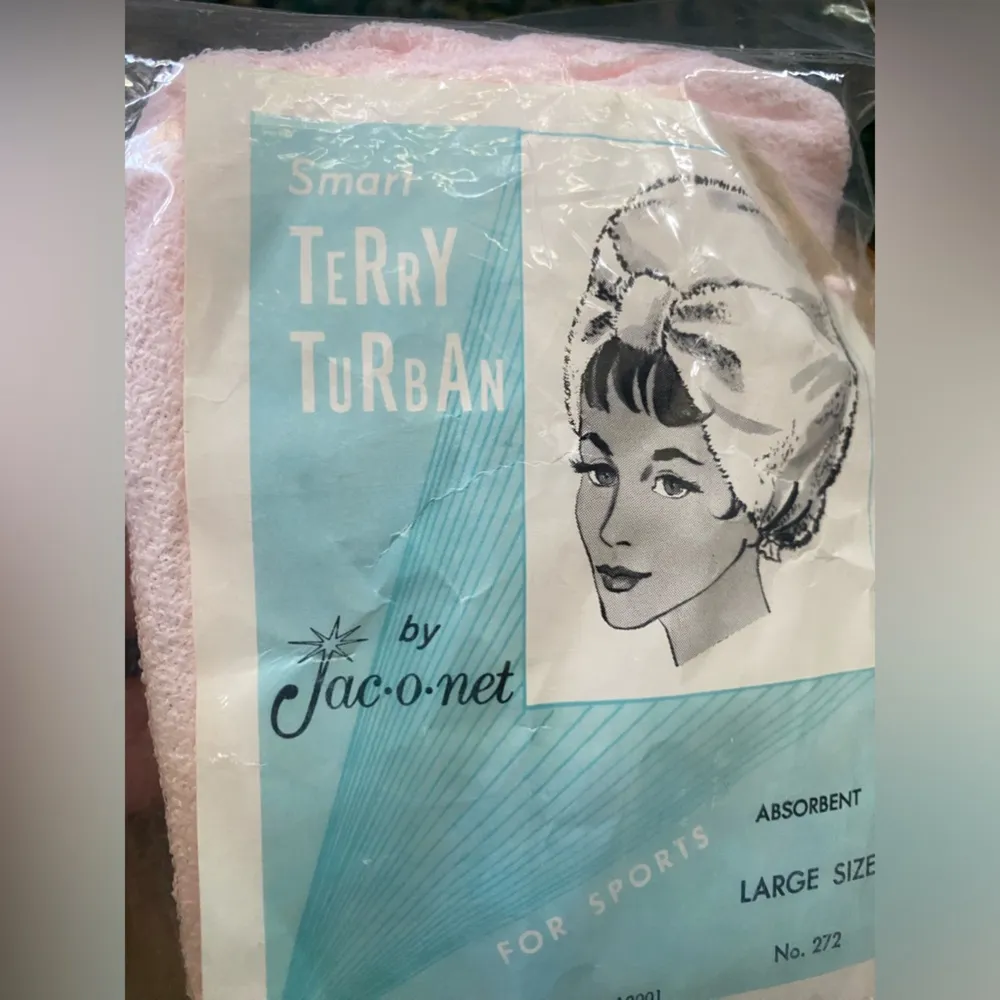 Smart
TeRrY
TuRbAn
by
Jac·o·net
ABSORBENT
FOR SPORTS
LARGE SIZE
No. 272